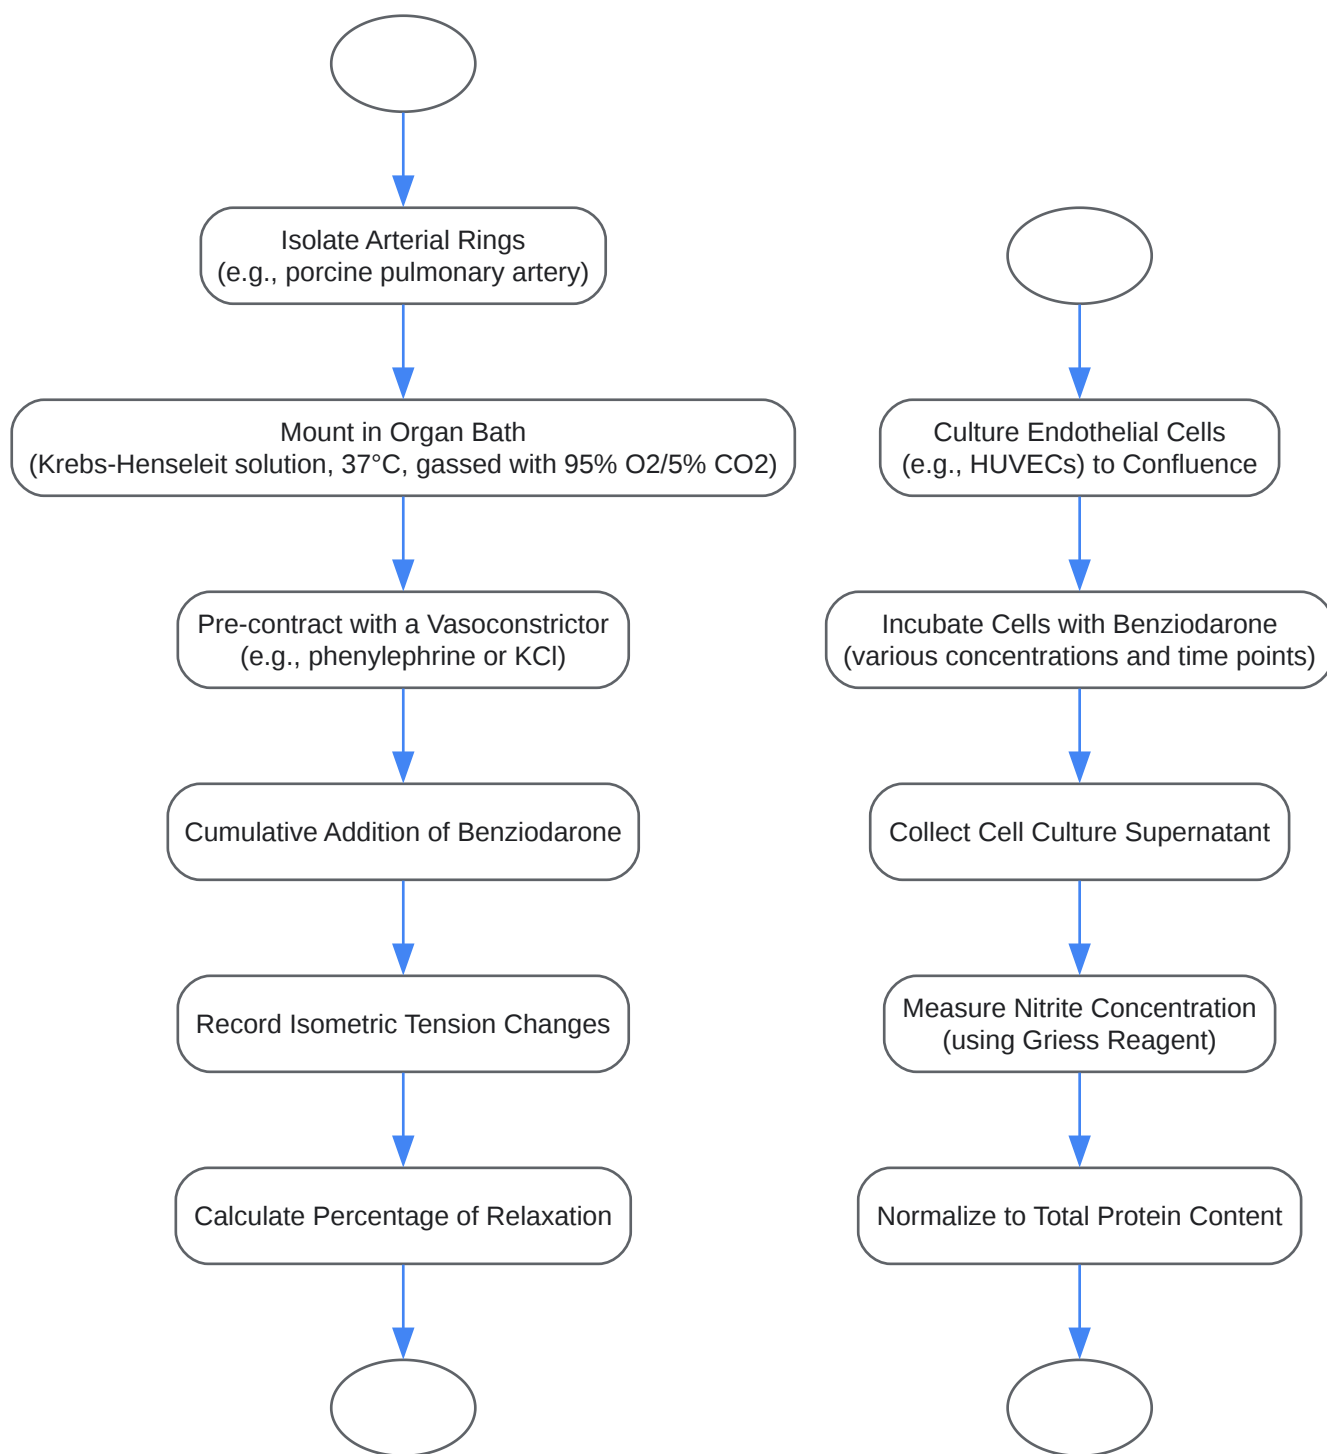 Isolate Arterial Rings
(e.g., porcine pulmonary artery)
Mount in Organ Bath
(Krebs-Henseleit solution, 37°C, gassed with 95% O2/5% CO2)
Pre-contract with a Vasoconstrictor
(e.g., phenylephrine or KCl)
Cumulative Addition of Benziodarone
Record Isometric Tension Changes
Calculate Percentage of Relaxation
Culture Endothelial Cells
(e.g., HUVECs) to Confluence
Incubate Cells with Benziodarone
(various concentrations and time points)
Collect Cell Culture Supernatant
Measure Nitrite Concentration
(using Griess Reagent)
Normalize to Total Protein Content